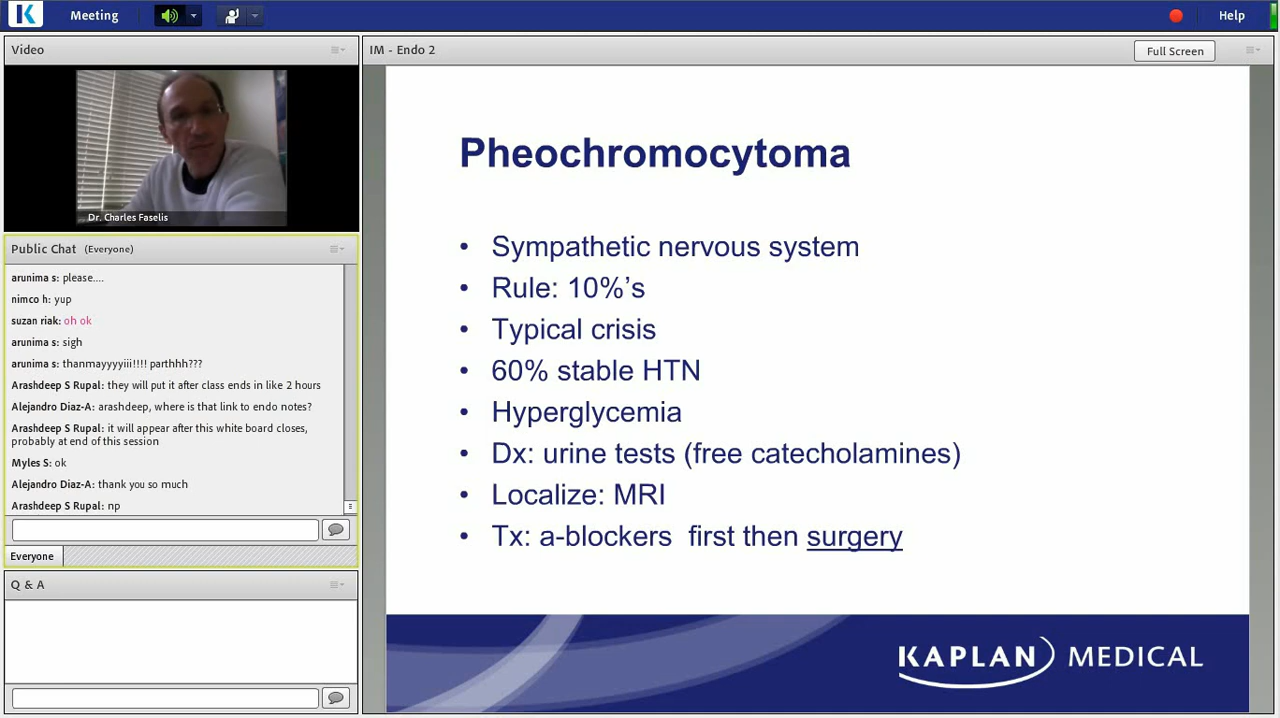 Meeting
Help
Video
Dr. Charles Faselis
Public Chat (Everyone)
arunima s: please....
nimco h: yup
suzan riak: oh ok
arunima s: sigh
arunima s: thanmayyyyiii!!!! parthhh???
Arashdeep S Rupal: they will put it after class ends in like 2 hours
Alejandro Diaz-A: arashdeep, where is that link to endo notes?
Arashdeep S Rupal: it will appear after this white board closes,
probably at end of this session
Myles S: ok
Alejandro Diaz-A: thank you so much
Arashdeep S Rupal: np
Everyone
Q & A
IM - Endo 2
Full Screen
Pheochromocytoma
• Sympathetic nervous system
• Rule: 10%’s
• Typical crisis
• 60% stable HTN
• Hyperglycemia
• Dx: urine tests (free catecholamines)
• Localize: MRI
• Tx: a-blockers first then surgery
KAPLAN MEDICAL